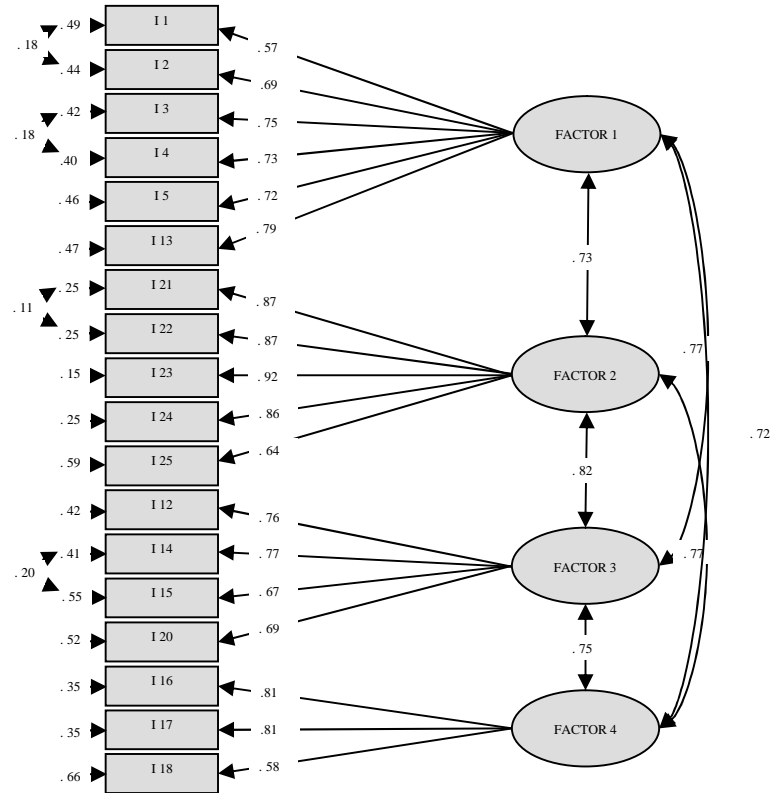 . 49
I 1
. 18
. 57
. 44
I 2
. 69
. 42
I 3
. 75
. 18
FACTOR 1
.40
I 4
. 73
. 46
I 5
. 72
. 79
. 47
I 13
. 73
. 25
I 21
. 11
. 87
. 25
I 22
. 87
. 77
. 15
I 23
. 92
FACTOR 2
. 25
I 24
. 86
. 72
. 59
I 25
. 64
. 82
. 42
I 12
. 76
. 41
I 14
. 77
. 77
. 20
FACTOR 3
. 55
I 15
. 67
. 52
I 20
. 69
. 75
. 35
I 16
.81
. 35
I 17
.81
FACTOR 4
. 66
I 18
. 58